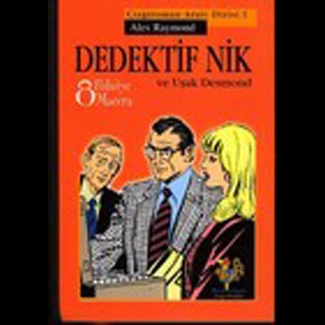 Çizgiroman Arşiv Dizisi 1
Alex Raymond
DEDEKTİF NİK
ve Uşak Desmond
8 Polisiye
Macera